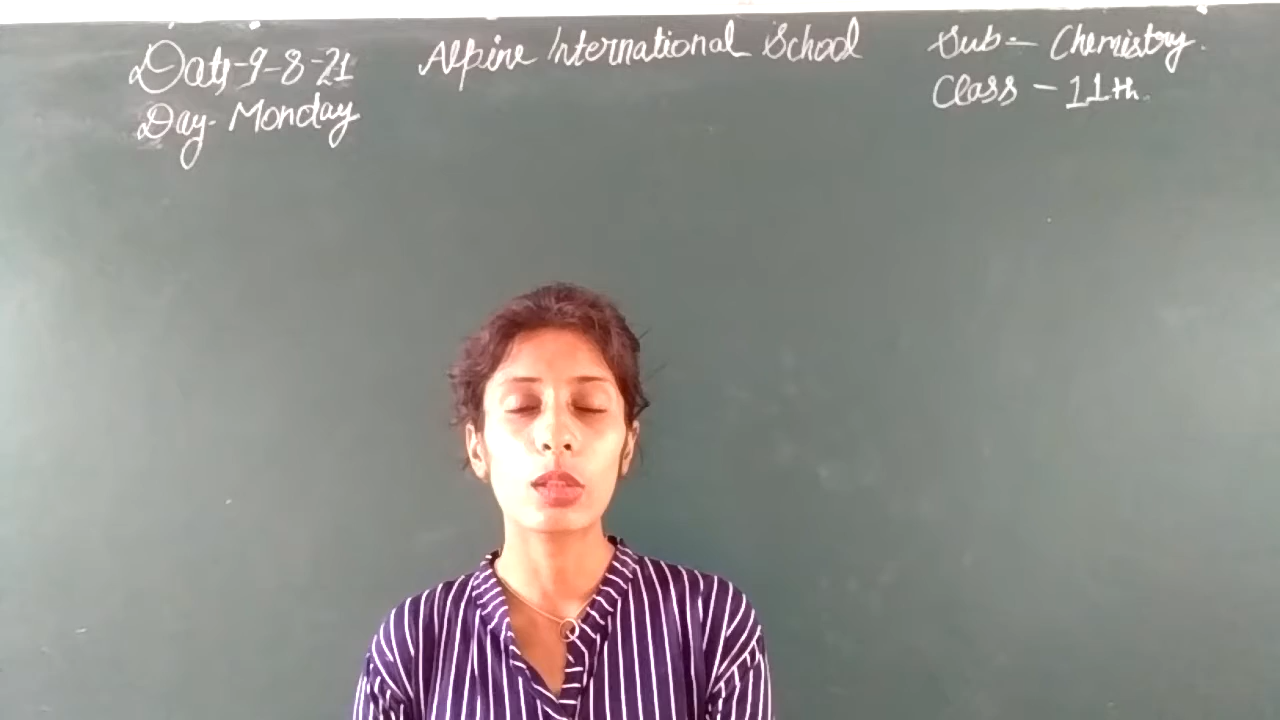 Date-9-8-21
Day- Monday
Alpine International School
Sub:- Chemistry.
Class - 11th.